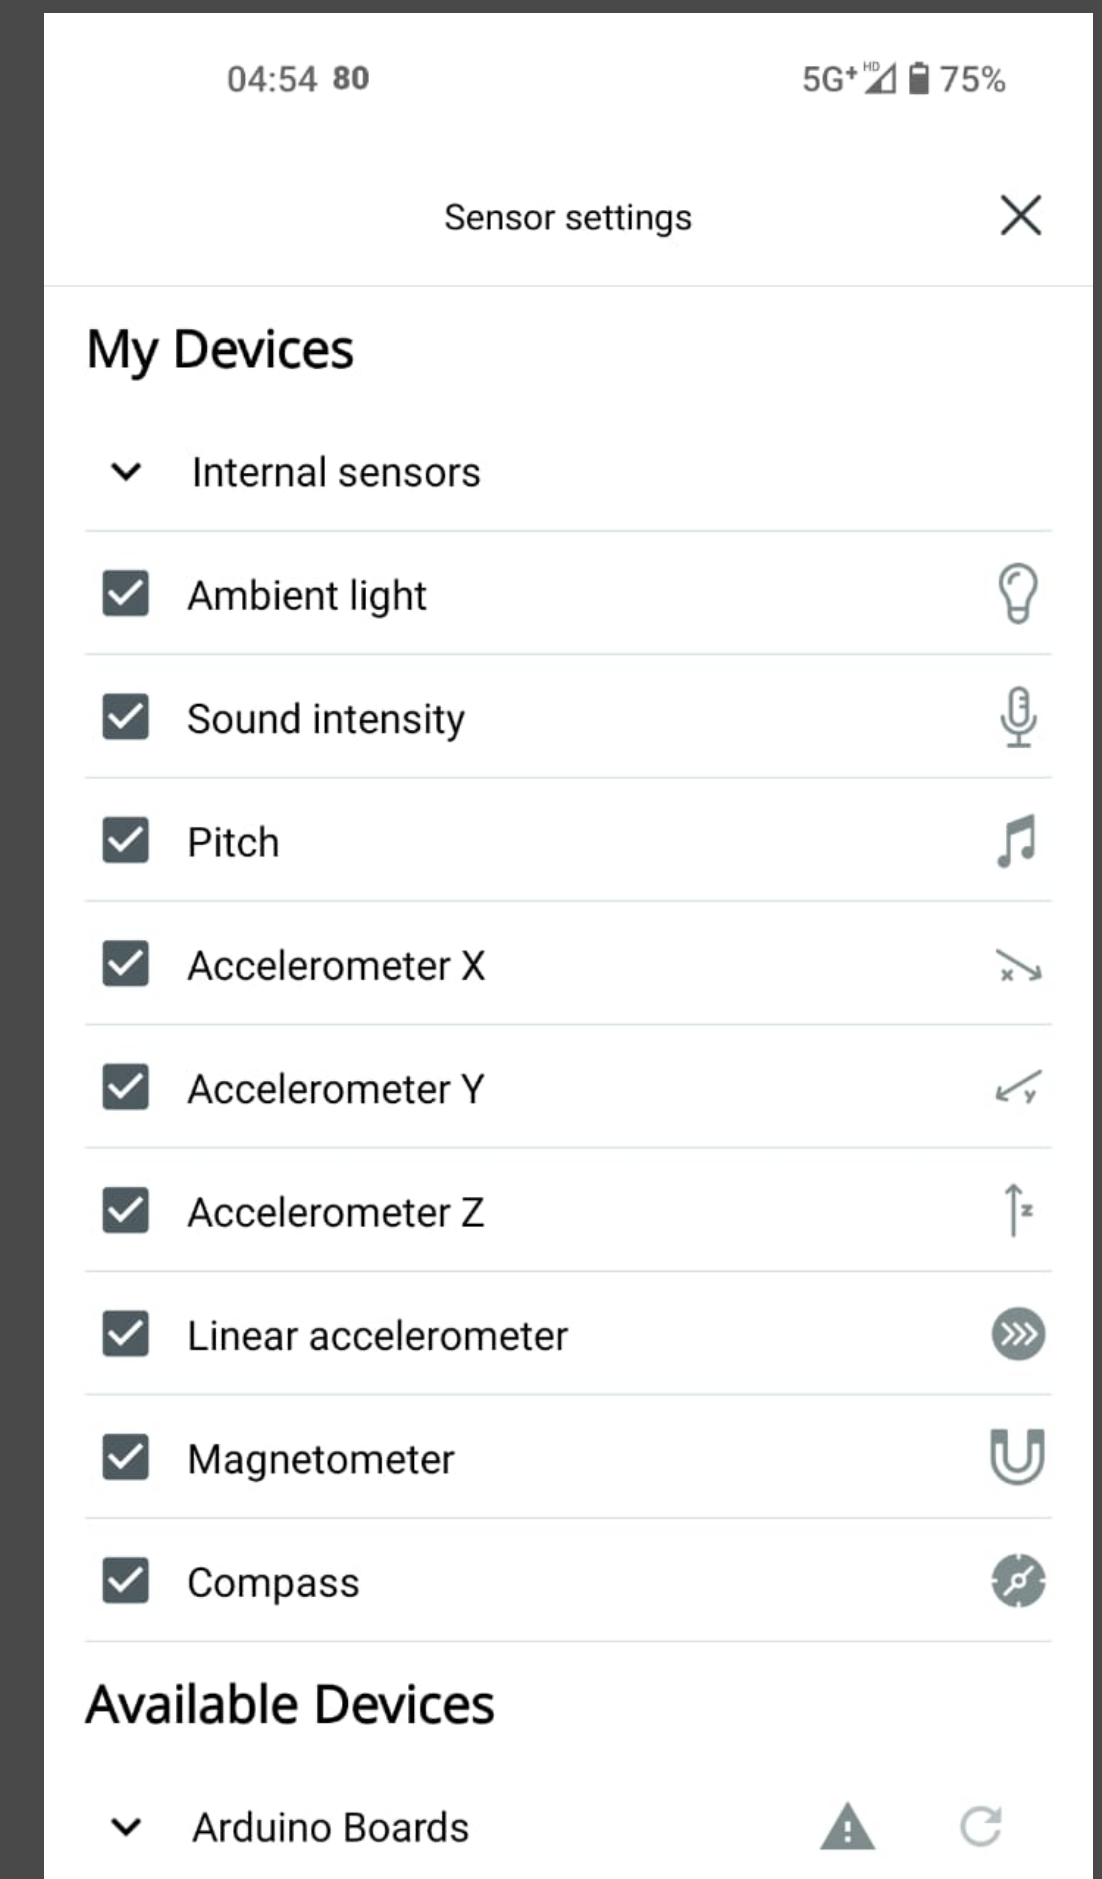 04:54 80 5G+ HD 75%
Sensor settings
My Devices
Internal sensors
Ambient light
Sound intensity
Pitch
Accelerometer X
x
Accelerometer Y
y
Accelerometer Z
z
Linear accelerometer
Magnetometer
Compass
Available Devices
Arduino Boards